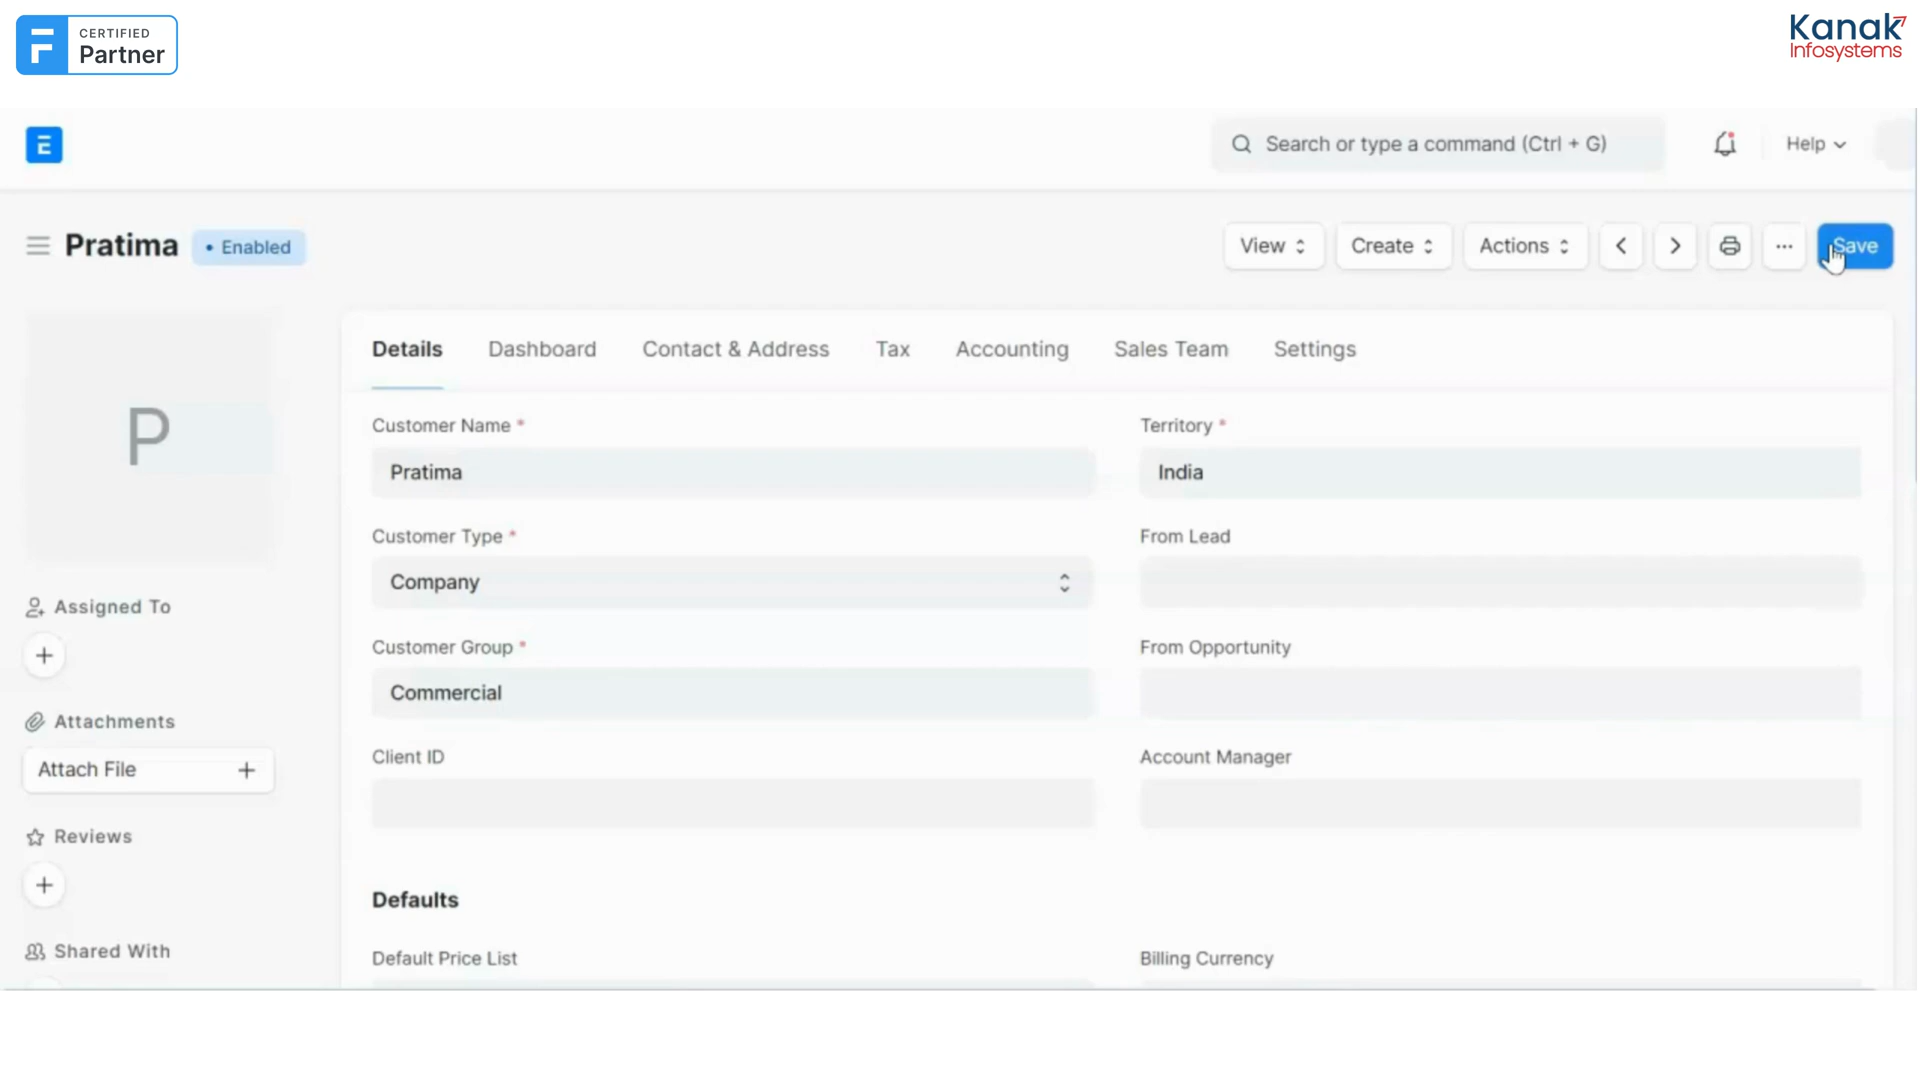 CERTIFIED
Partner
Kanak
Infosystems
E
Search or type a command (Ctrl + G)
Help
Pratima
• Enabled
View
Create
Actions
...
Save
P
Details
Dashboard
Contact & Address
Tax
Accounting
Sales Team
Settings
Customer Name *
Pratima
Territory *
India
Customer Type *
Company
From Lead
Customer Group *
Commercial
From Opportunity
Client ID
Account Manager
Assigned To
+
Attachments
Attach File +
Reviews
+
Shared With
Defaults
Default Price List
Billing Currency